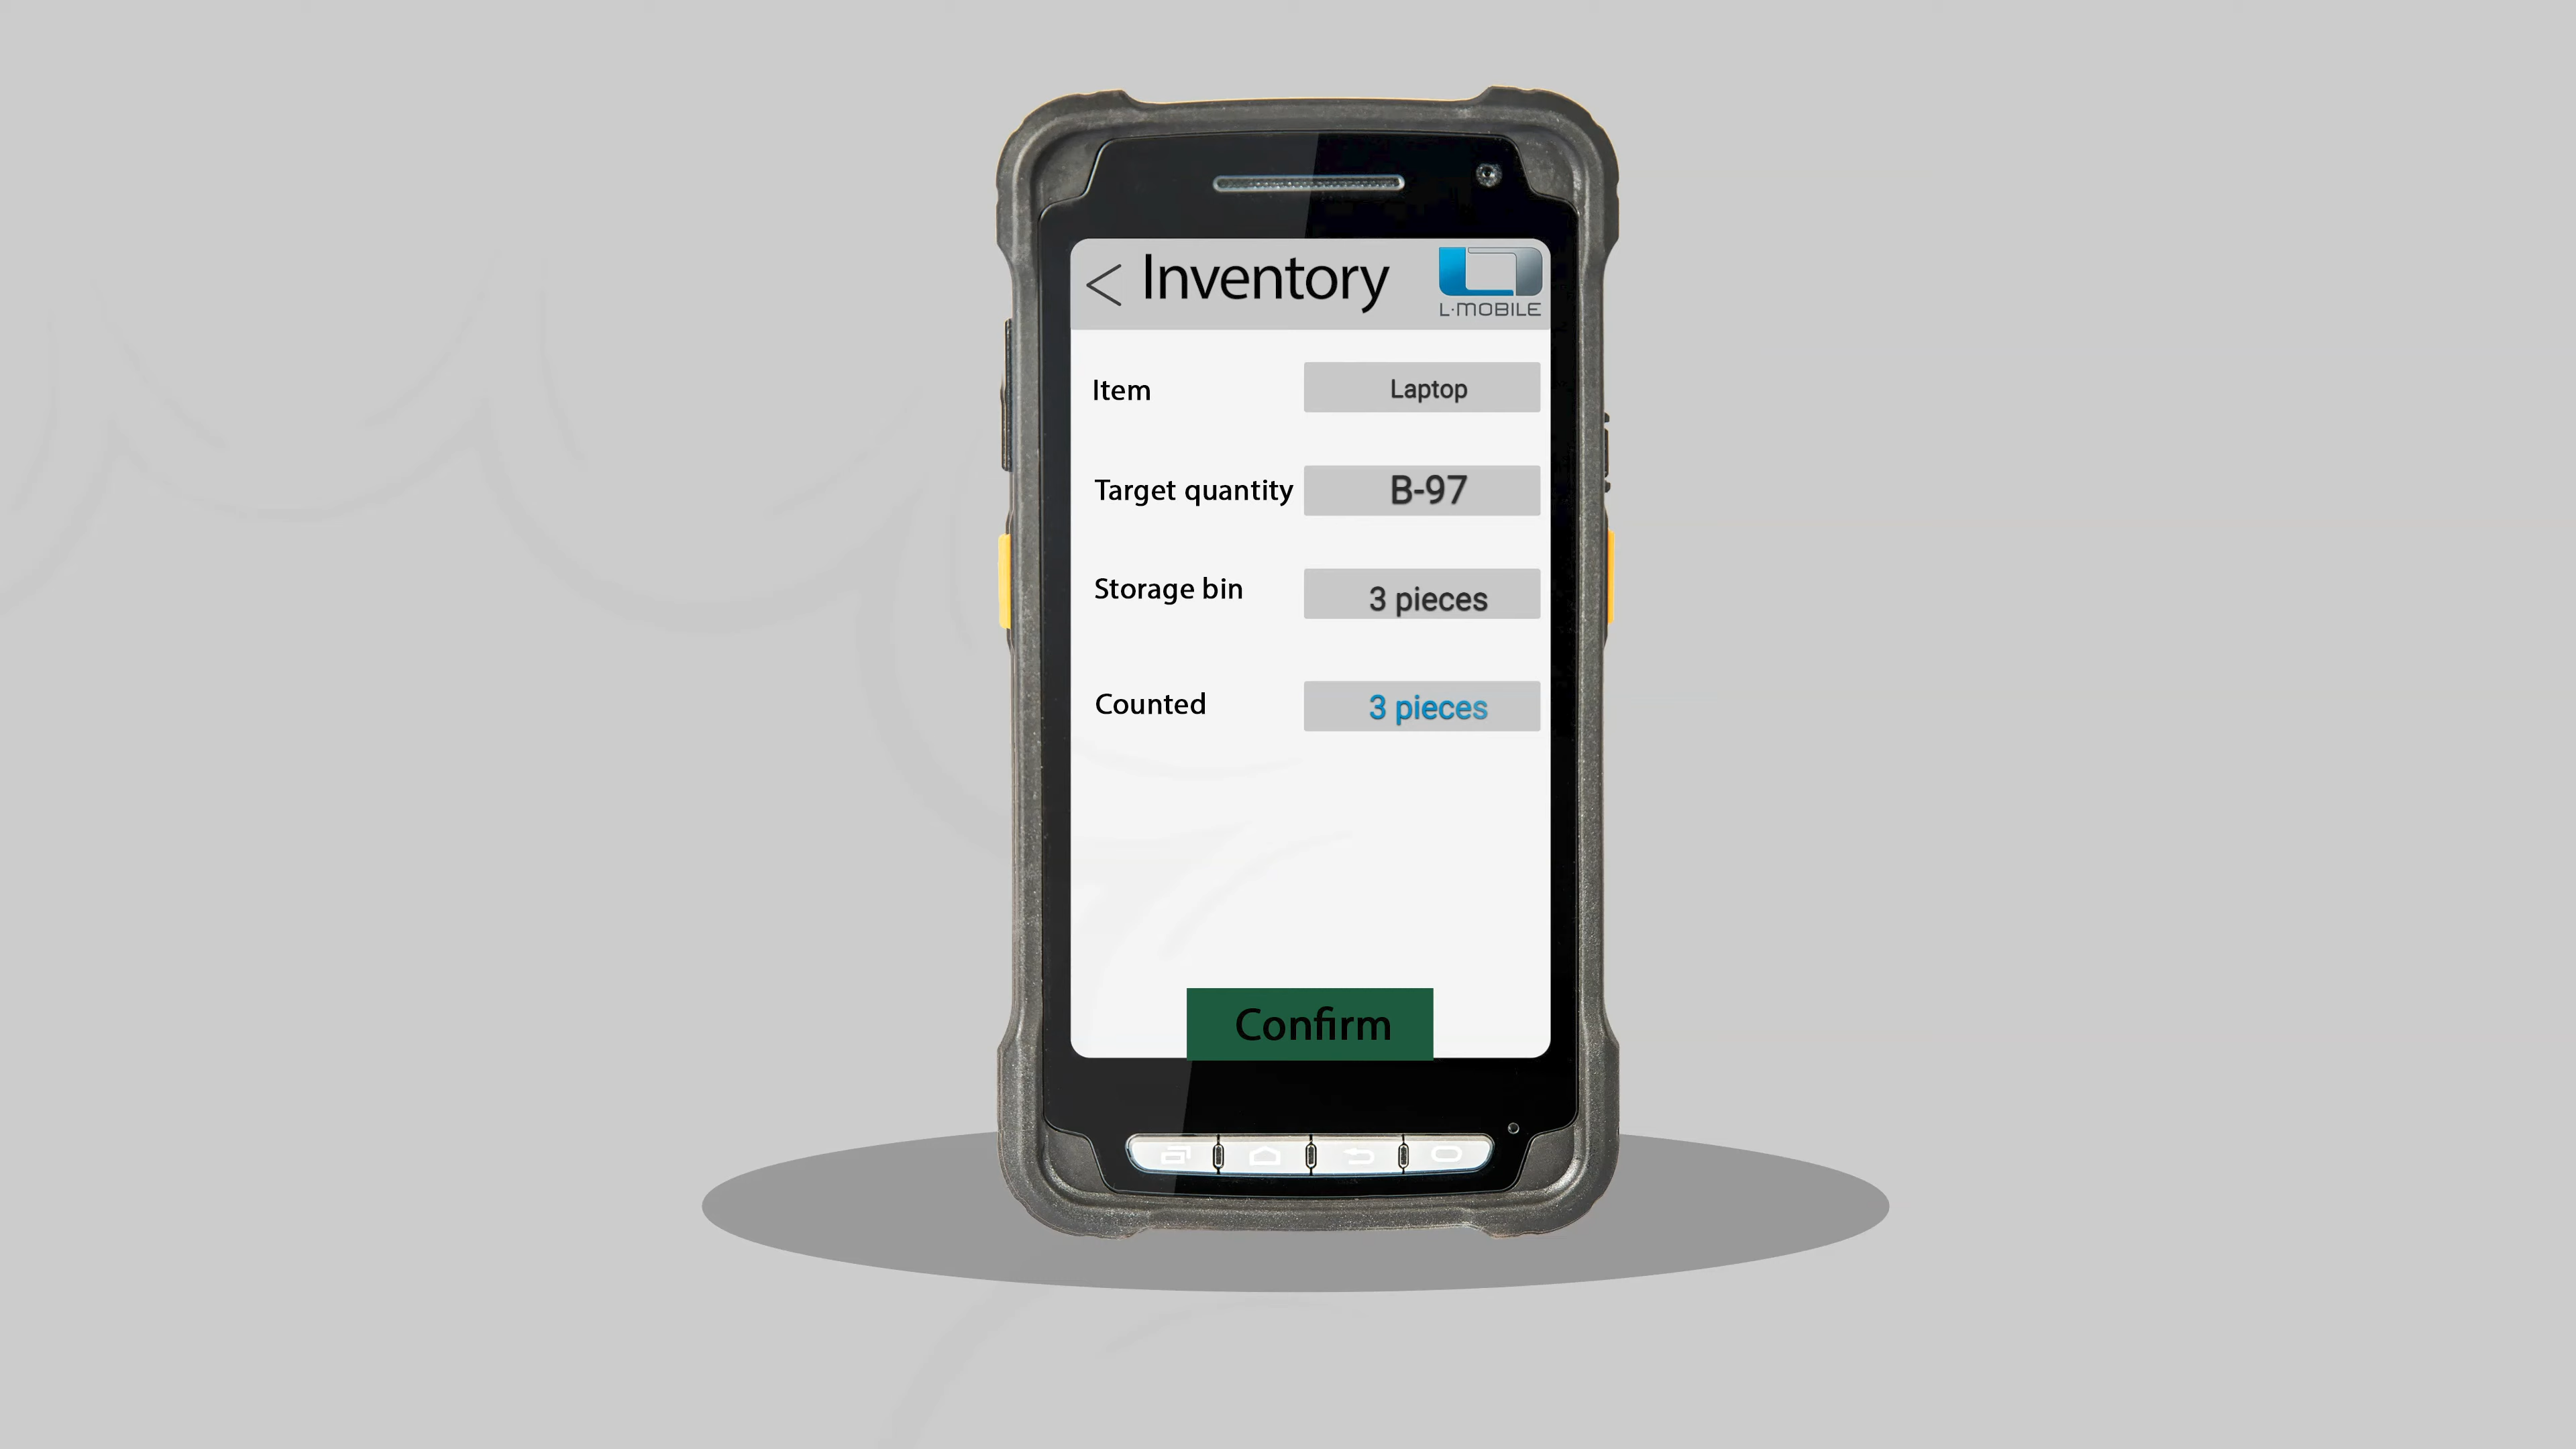 < Inventory
L·MOBILE
Item Laptop
Target quantity B-97
Storage bin 3 pieces
Counted 3 pieces
Confirm